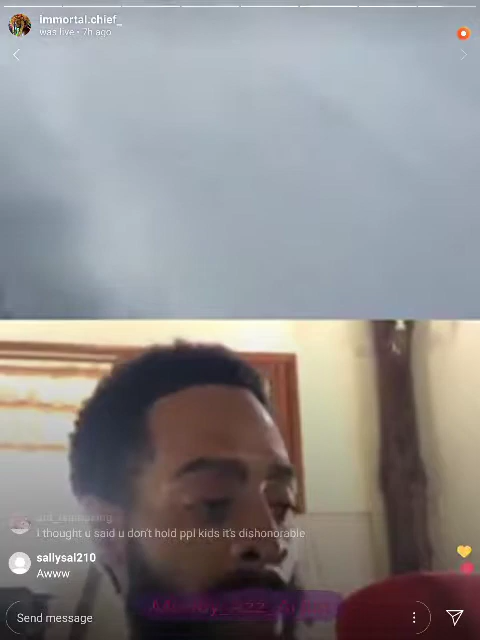 immortal.chief_
was live • 7h ago
I thought u said u don't hold ppl kids it's dishonorable
sallysal210
Awww
Send message